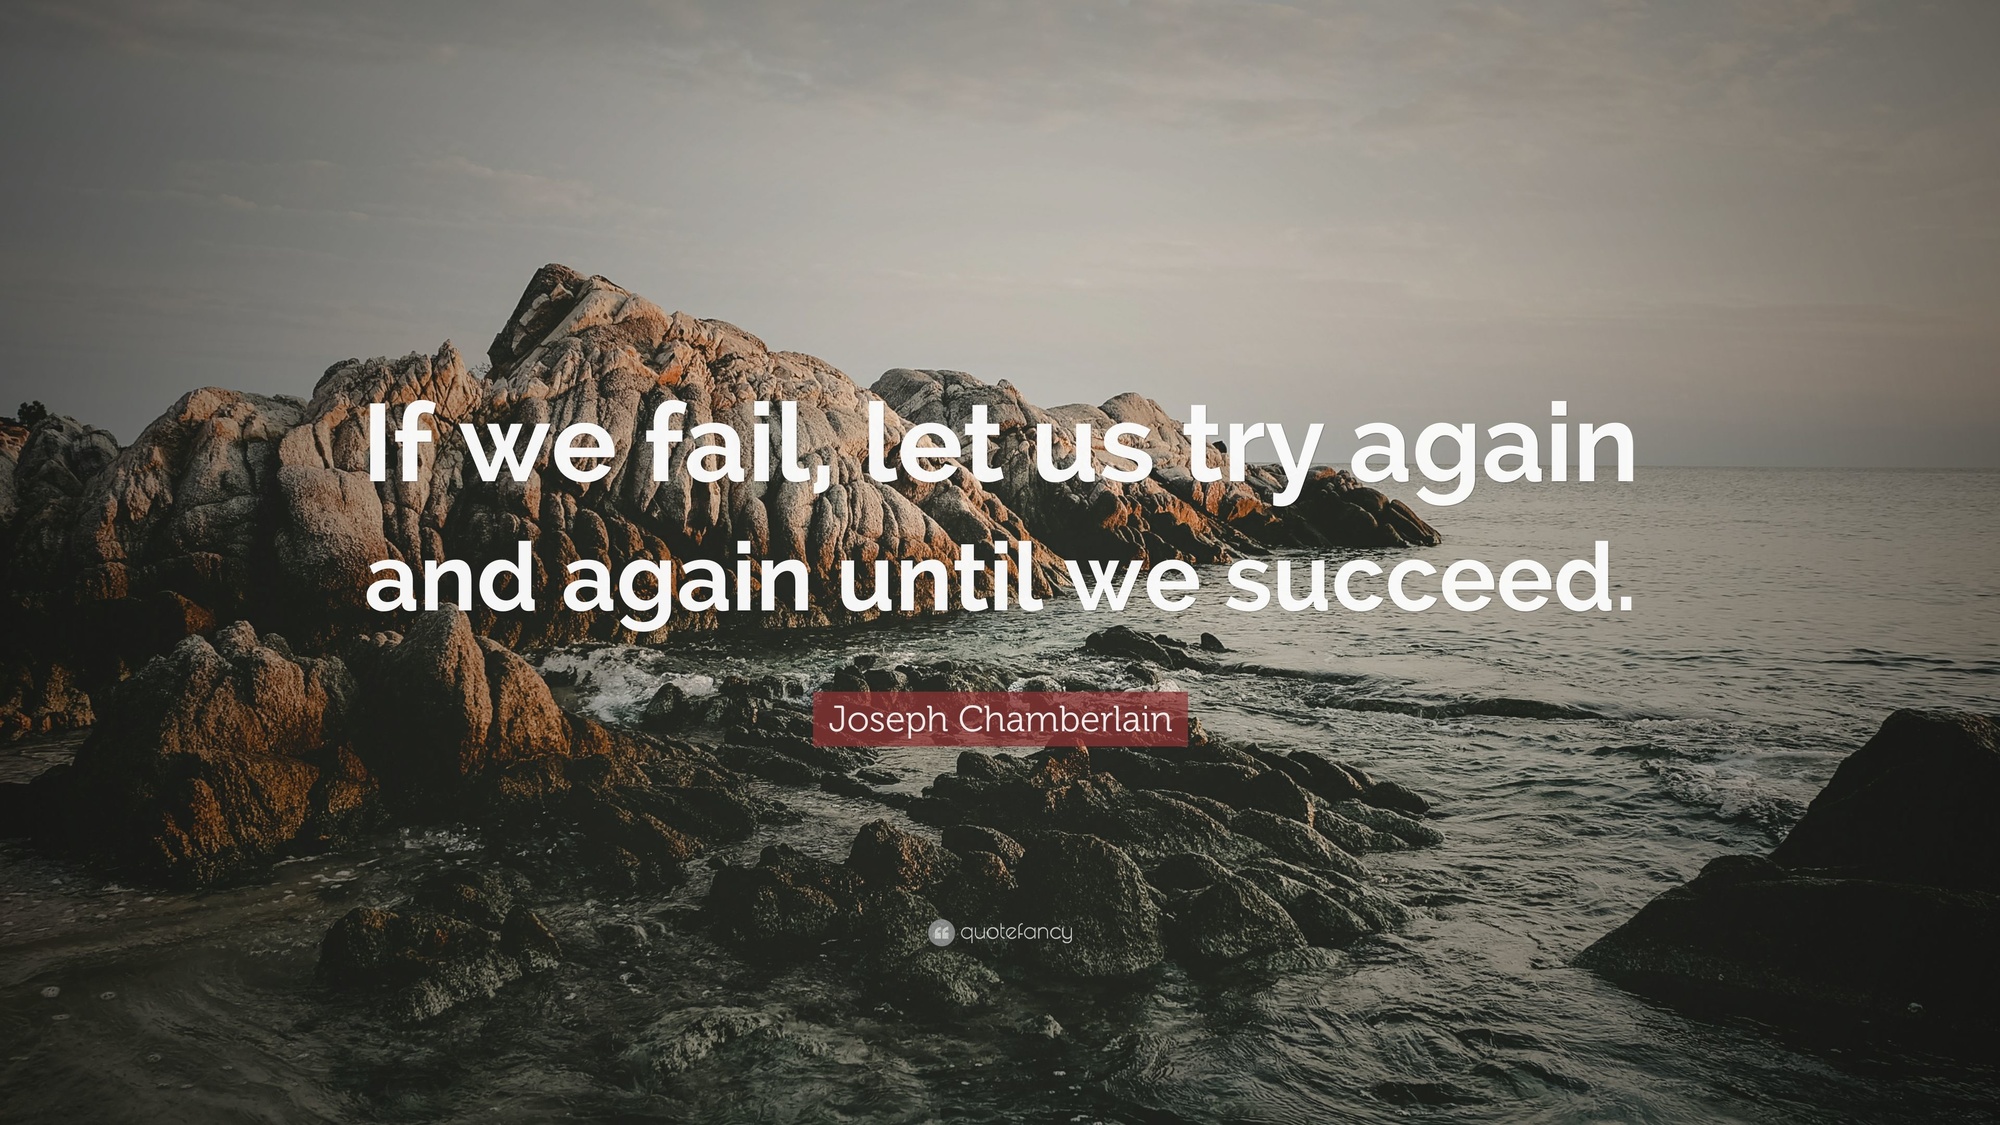 If we fail, let us try again
and again until we succeed.
Joseph Chamberlain
quotefancy